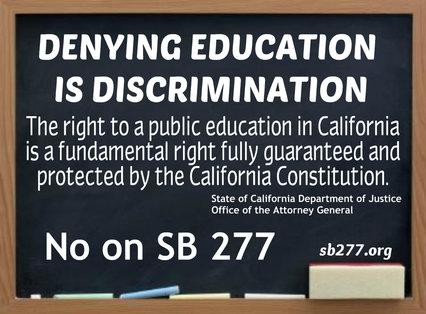 DENYING EDUCATION
IS DISCRIMINATION
The right to a public education in California
is a fundamental right fully guaranteed and
protected by the California Constitution.
State of California Department of Justice
Office of the Attorney General
No on SB 277
sb277.org